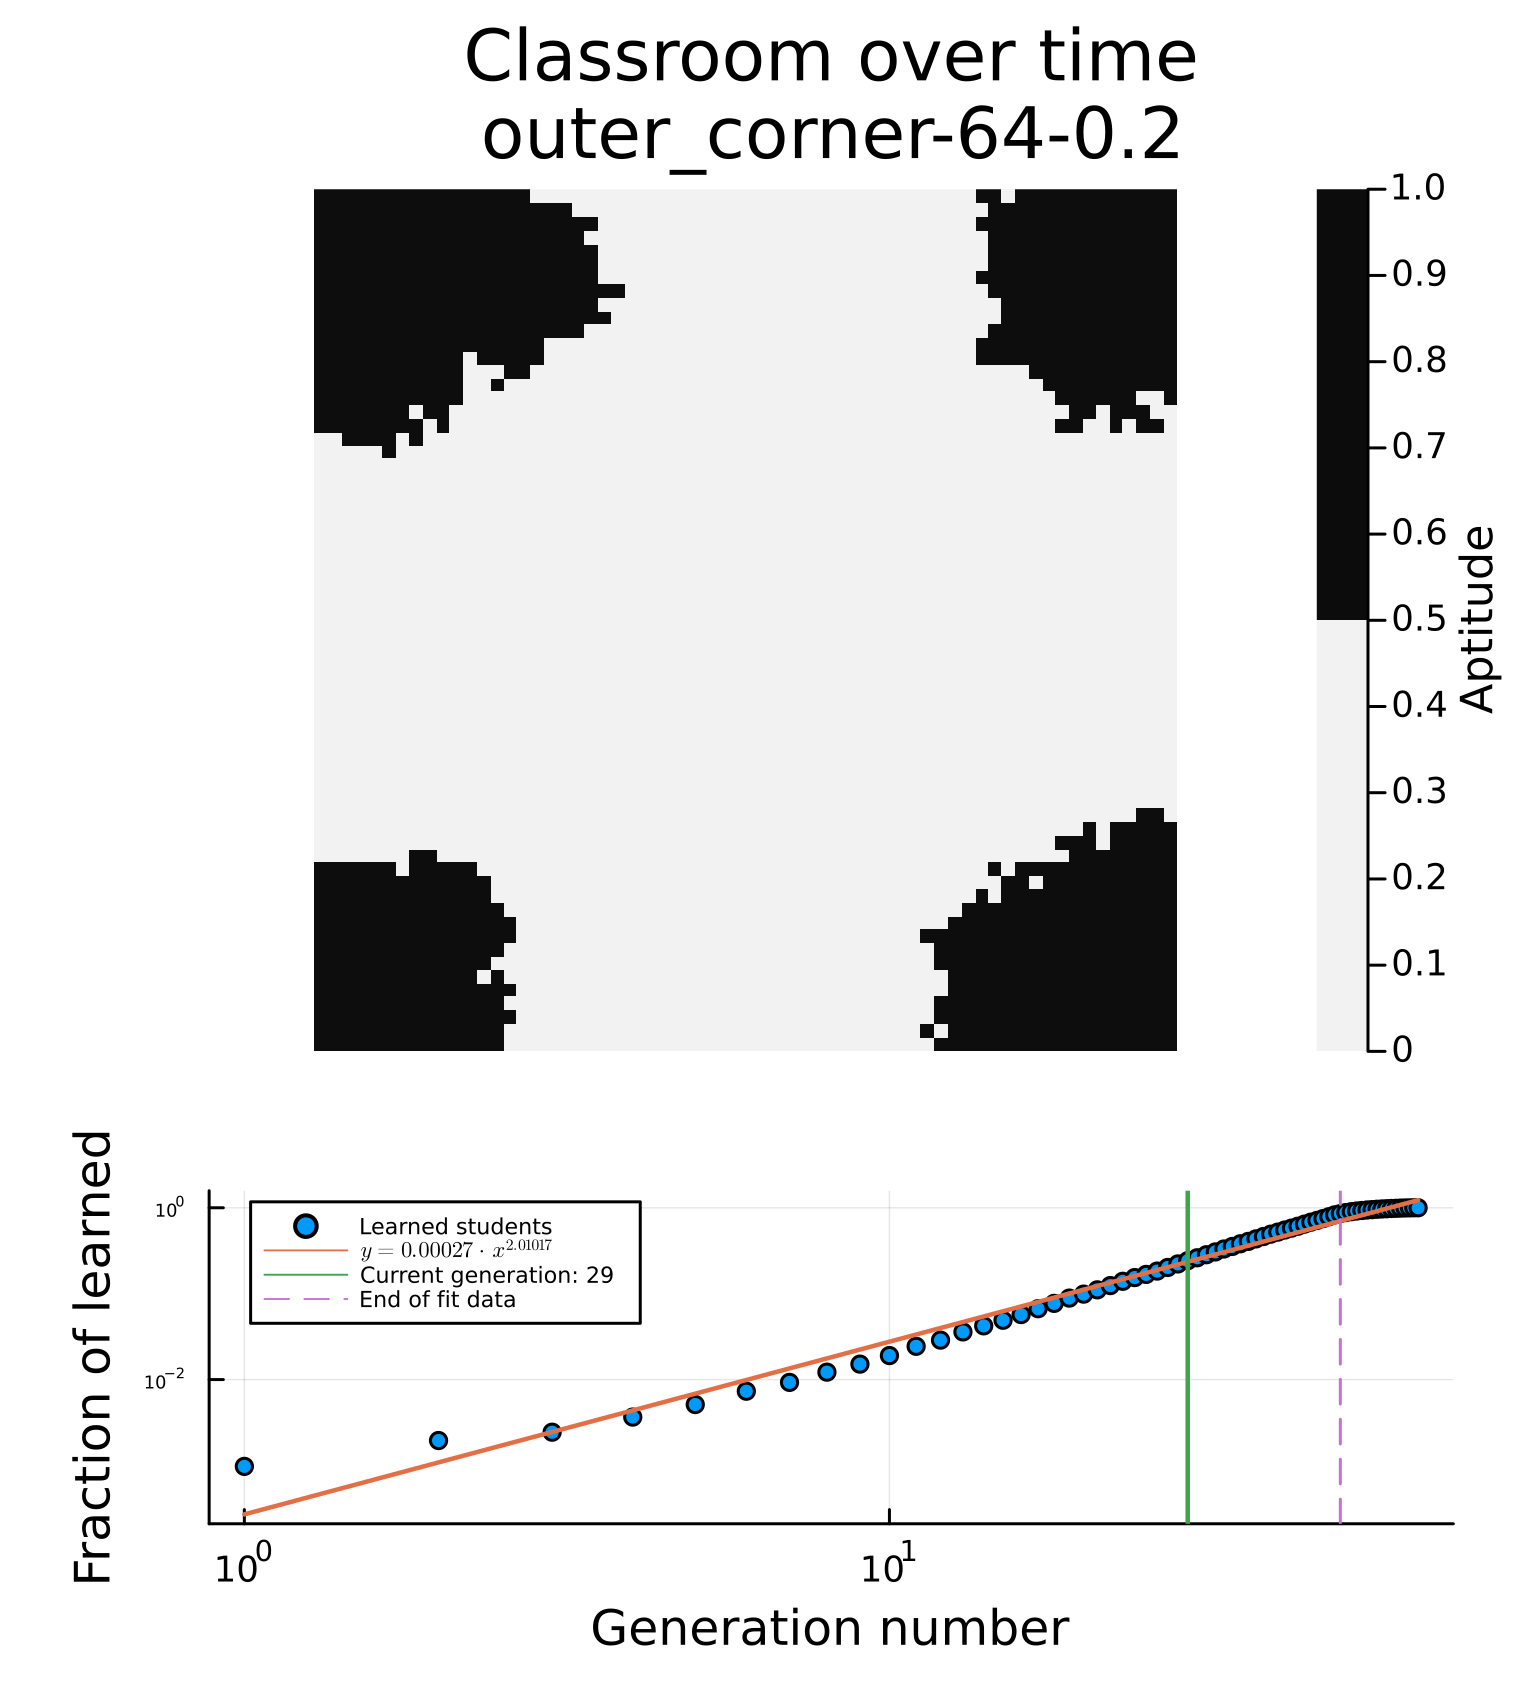 Classroom over time
outer_corner-64-0.2
1.0
0.9
0.8
0.7
0.6
0.5
0.4
0.3
0.2
0.1
0
Aptitude
Fraction of learned
10^0
10^-2
Learned students
y = 0.00027 · x^2.01017
Current generation: 29
End of fit data
10^0
10^1
Generation number